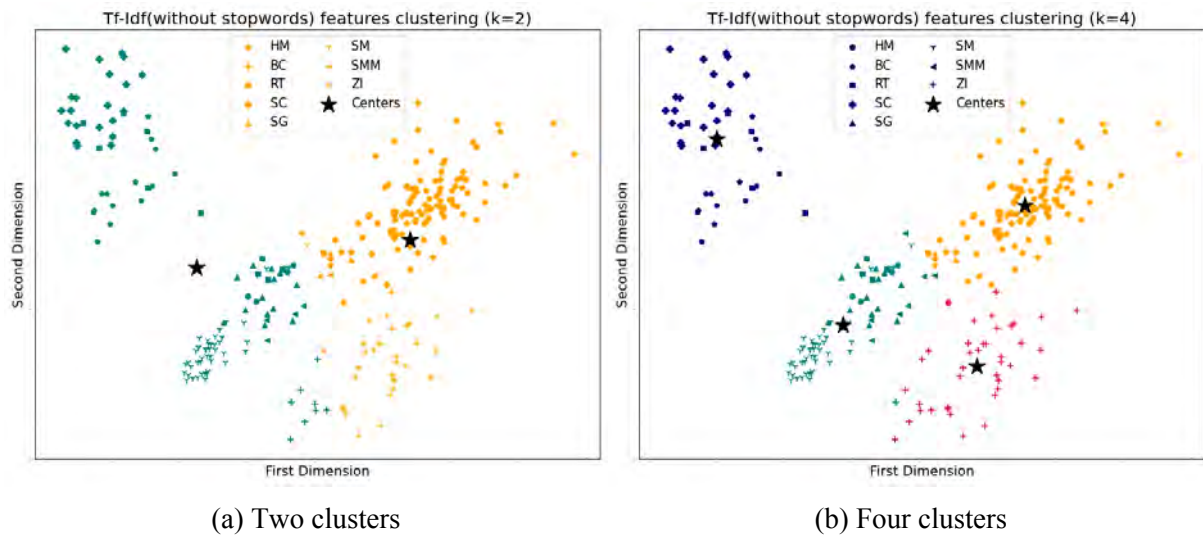 Tf-Idf(without stopwords) features clustering (k=2)
HM
BC
RT
SC
SG
SM
SMM
ZI
Centers
Second Dimension
First Dimension
(a) Two clusters
Tf-Idf(without stopwords) features clustering (k=4)
HM
BC
RT
SC
SG
SM
SMM
ZI
Centers
Second Dimension
First Dimension
(b) Four clusters